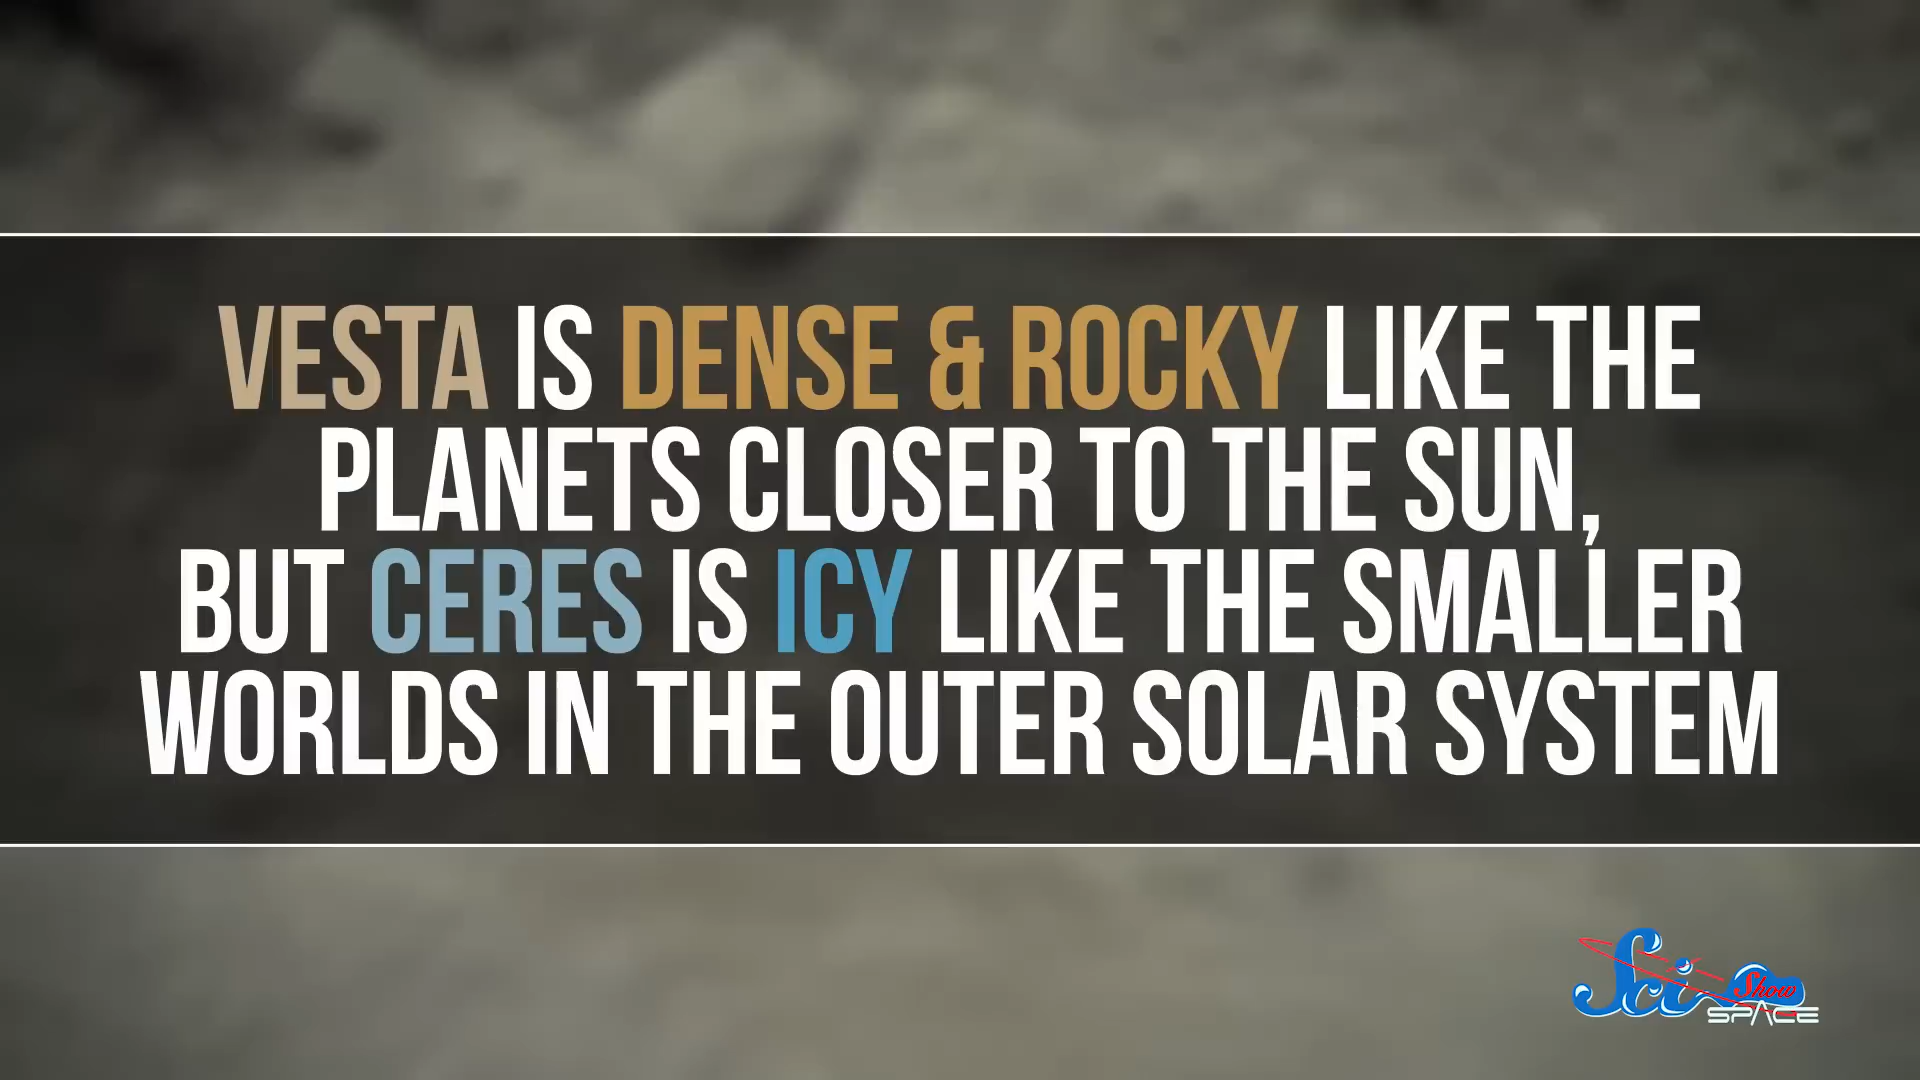 VESTA IS DENSE & ROCKY LIKE THE
PLANETS CLOSER TO THE SUN,
BUT CERES IS ICY LIKE THE SMALLER
WORLDS IN THE OUTER SOLAR SYSTEM
Sci Show
SPACE